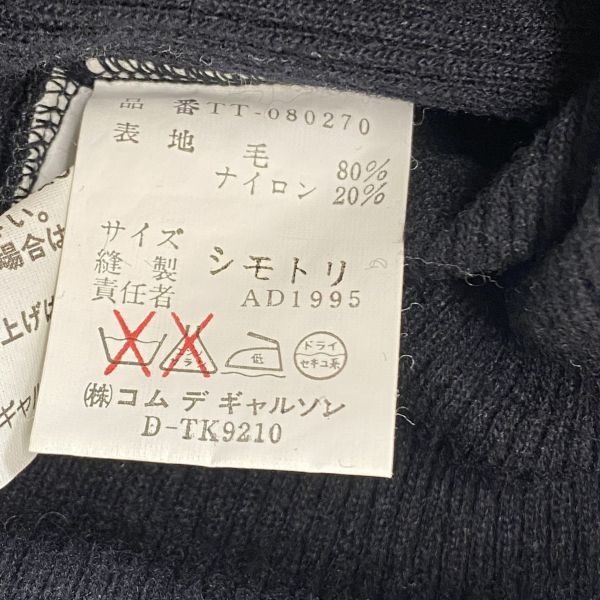 品 番 TT-080270
表 地 毛 80%
ナイロン 20%
サイズ
縫 製 シモトリ
責任者 AD1995
低
ドライ
セキユ系
(株)コム デ ギャルソン
D-TK9210
い。
場合は
上げは
ギャル